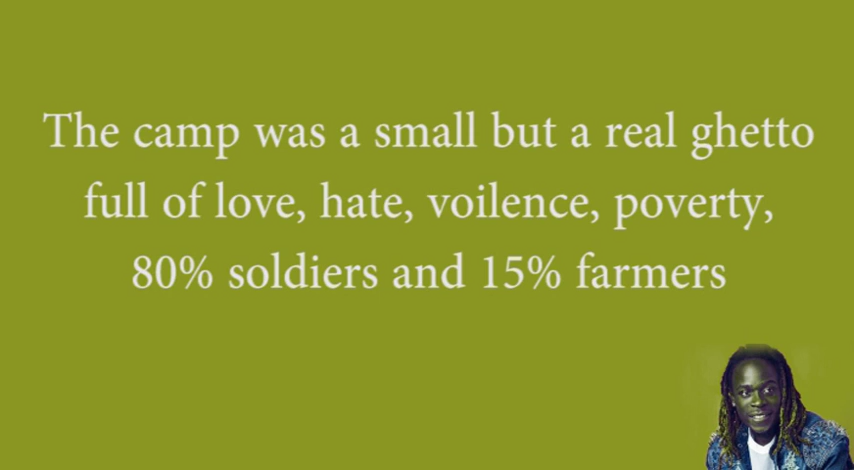 The camp was a small but a real ghetto
full of love, hate, voilence, poverty,
80% soldiers and 15% farmers